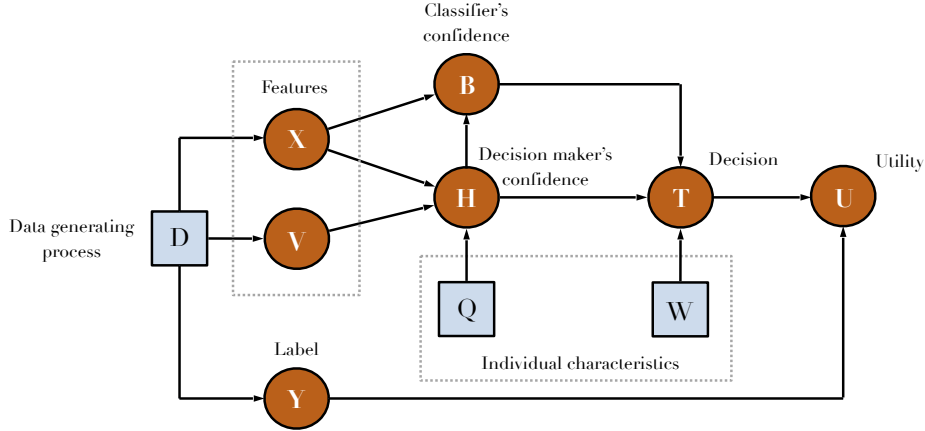 Classifier's
confidence
Features
B
X
Decision maker's
confidence
Decision
Utility
H
T
U
Data generating
process
D
V
Q
W
Individual characteristics
Label
Y